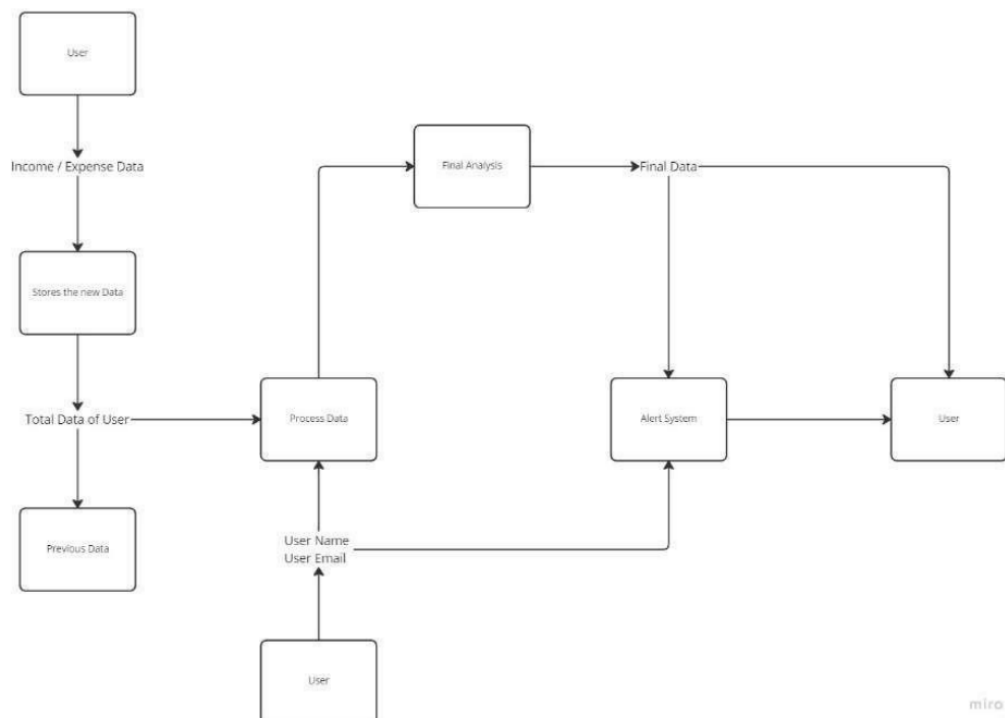 User
Income / Expense Data
Final Analysis
Final Data
Stores the new Data
Total Data of User
Process Data
Alert System
User
Previous Data
User Name
User Email
User
miro